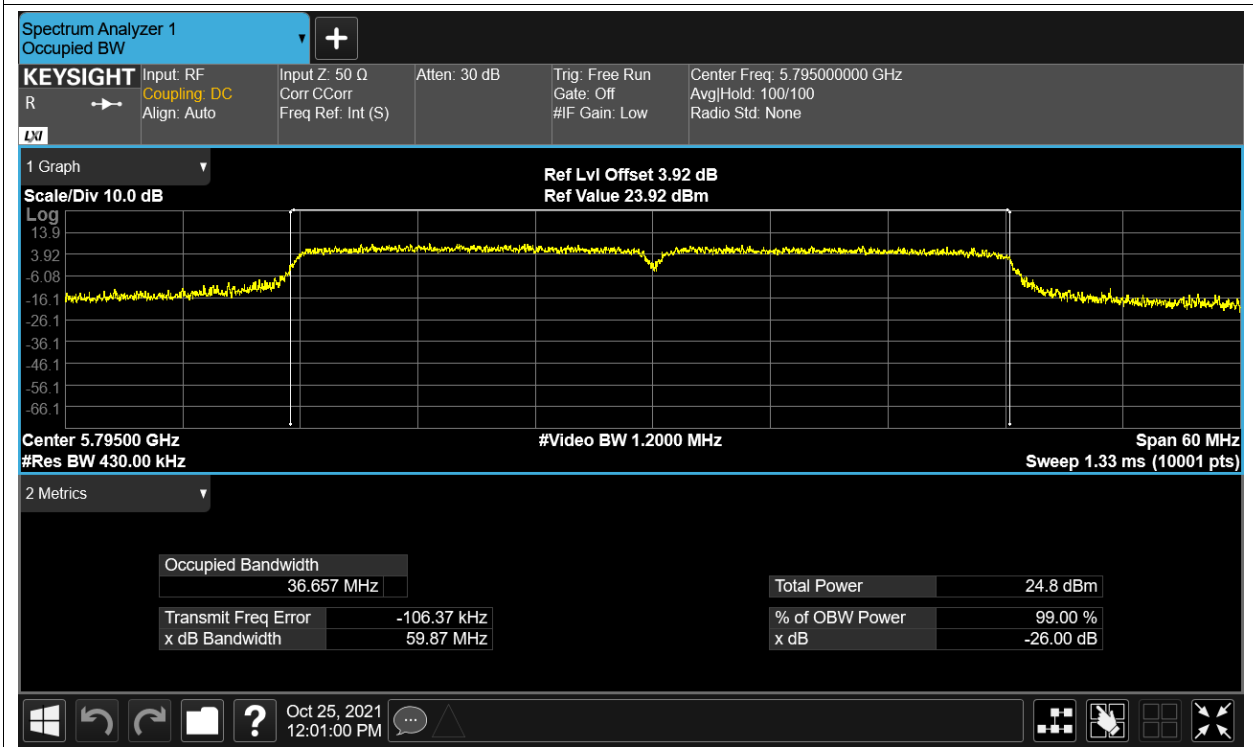 Spectrum Analyzer 1
Occupied BW
KEYSIGHT Input: RF Input Z: 50 Ω Atten: 30 dB Trig: Free Run Center Freq: 5.795000000 GHz
R Coupling: DC Corr CCorr Gate: Off Avg|Hold: 100/100
Align: Auto Freq Ref: Int (S) #IF Gain: Low Radio Std: None
LXI
1 Graph
Ref Lvl Offset 3.92 dB
Scale/Div 10.0 dB Ref Value 23.92 dBm
Log
13.9
3.92
-6.08
-16.1
-26.1
-36.1
-46.1
-56.1
-66.1
Center 5.79500 GHz #Video BW 1.2000 MHz Span 60 MHz
#Res BW 430.00 kHz Sweep 1.33 ms (10001 pts)
2 Metrics
Occupied Bandwidth
36.657 MHz Total Power 24.8 dBm
Transmit Freq Error -106.37 kHz % of OBW Power 99.00 %
x dB Bandwidth 59.87 MHz x dB -26.00 dB
? Oct 25, 2021
12:01:00 PM